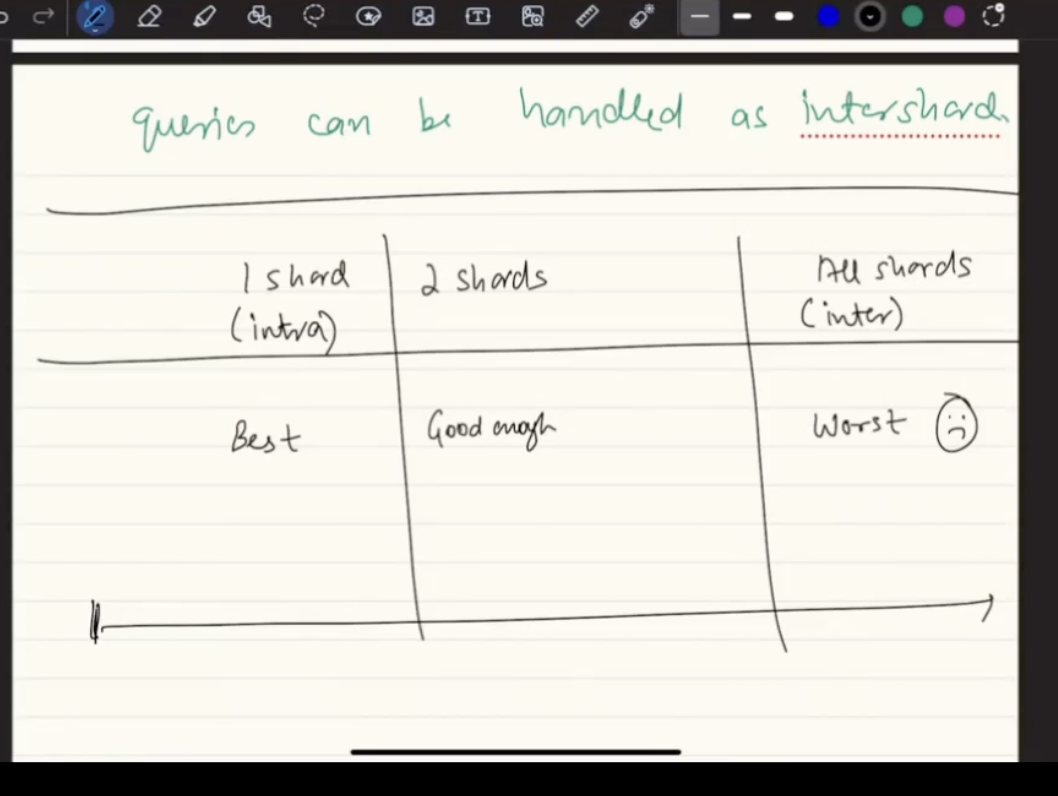 queries can be handled as intershard.
1 shard
(intra)
2 shards
All shards
(inter)
Best
Good enough
Worst